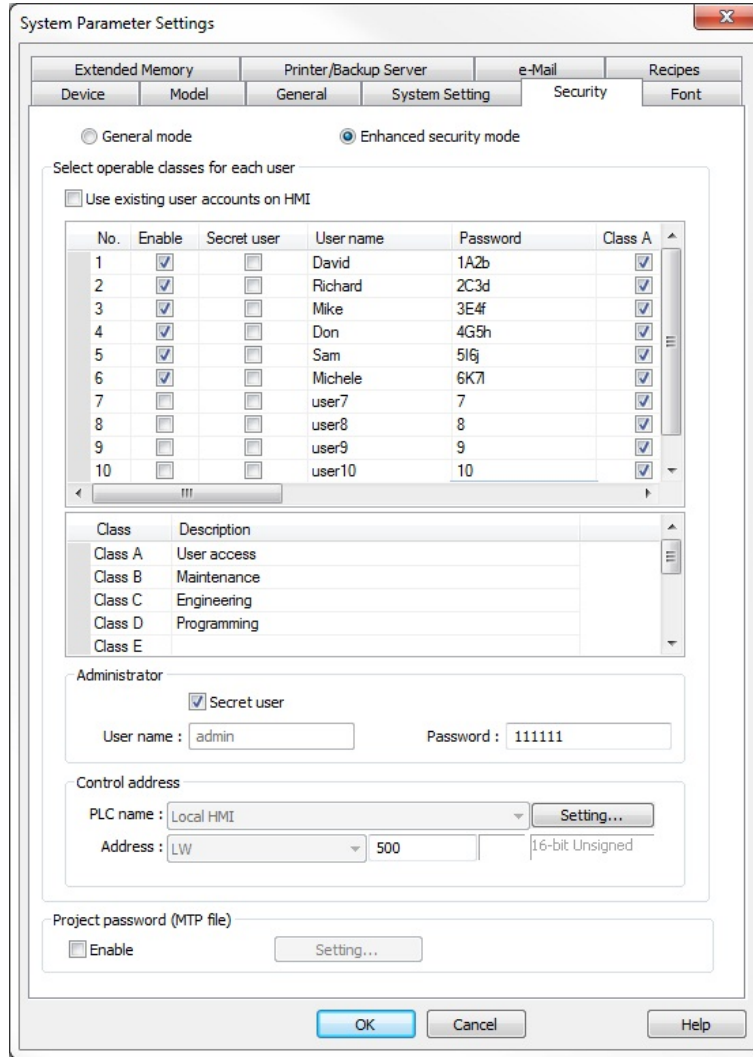 System Parameter Settings
Extended Memory Printer/Backup Server e-Mail Recipes
Device Model General System Setting Security Font
General mode Enhanced security mode
Select operable classes for each user
Use existing user accounts on HMI
No. Enable Secret user User name Password Class A
1 David 1A2b
2 Richard 2C3d
3 Mike 3E4f
4 Don 4G5h
5 Sam 5I6j
6 Michele 6K7l
7 user7 7
8 user8 8
9 user9 9
10 user10 10
Class Description
Class A User access
Class B Maintenance
Class C Engineering
Class D Programming
Class E
Administrator
Secret user
User name : admin Password : 111111
Control address
PLC name : Local HMI Setting...
Address : LW 500 16-bit Unsigned
Project password (MTP file)
Enable Setting...
OK Cancel Help